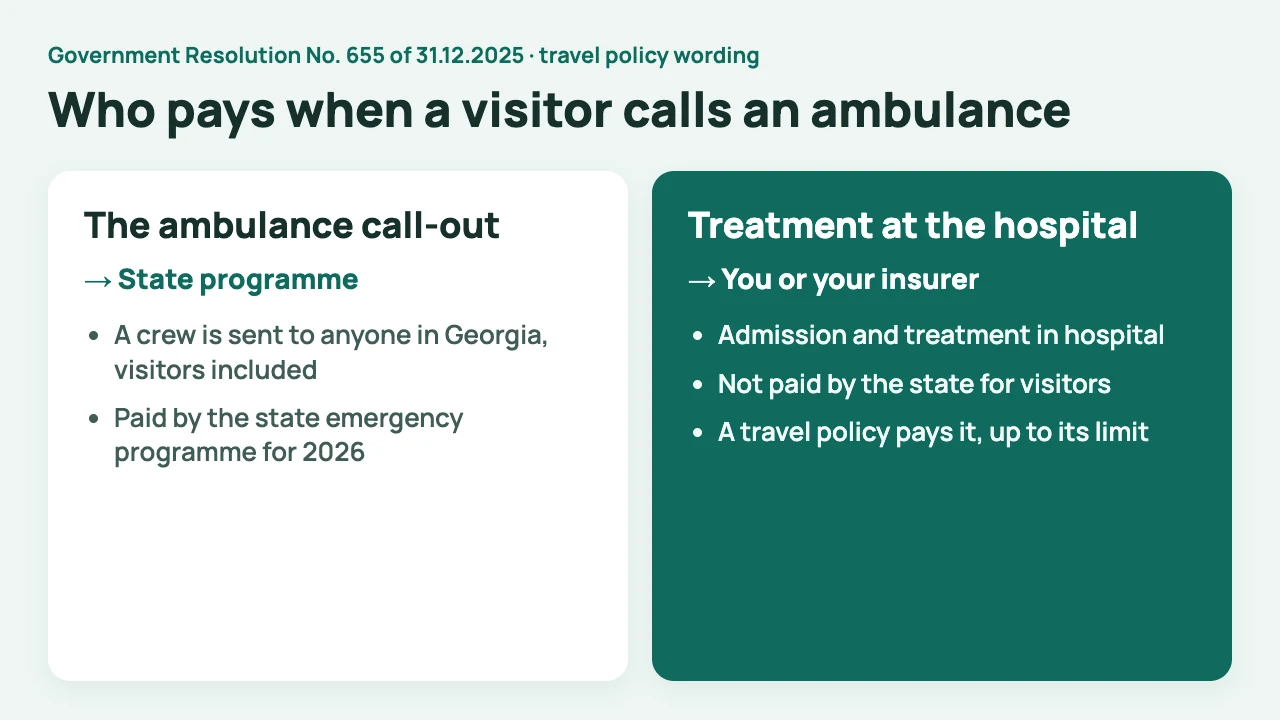 Government Resolution No. 655 of 31.12.2025 · travel policy wording
Who pays when a visitor calls an ambulance
The ambulance call-out
→ State programme
• A crew is sent to anyone in Georgia,
visitors included
• Paid by the state emergency
programme for 2026
Treatment at the hospital
→ You or your insurer
• Admission and treatment in hospital
• Not paid by the state for visitors
• A travel policy pays it, up to its limit